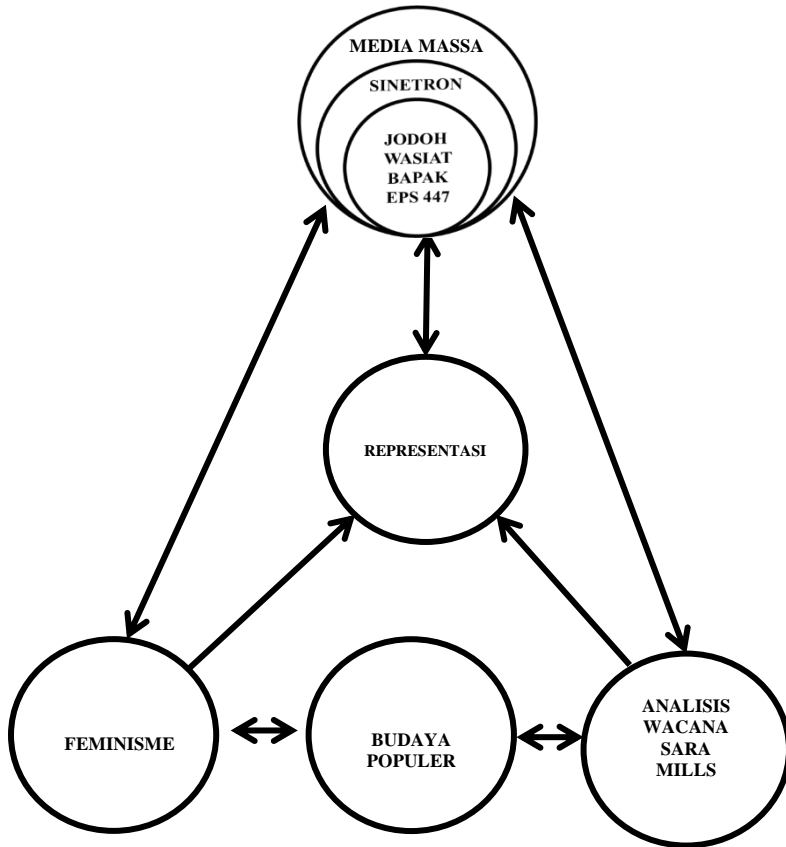 MEDIA MASSA
SINETRON
JODOH
WASIAT
BAPAK
EPS 447
REPRESENTASI
FEMINISME
BUDAYA
POPULER
ANALISIS
WACANA
SARA
MILLS